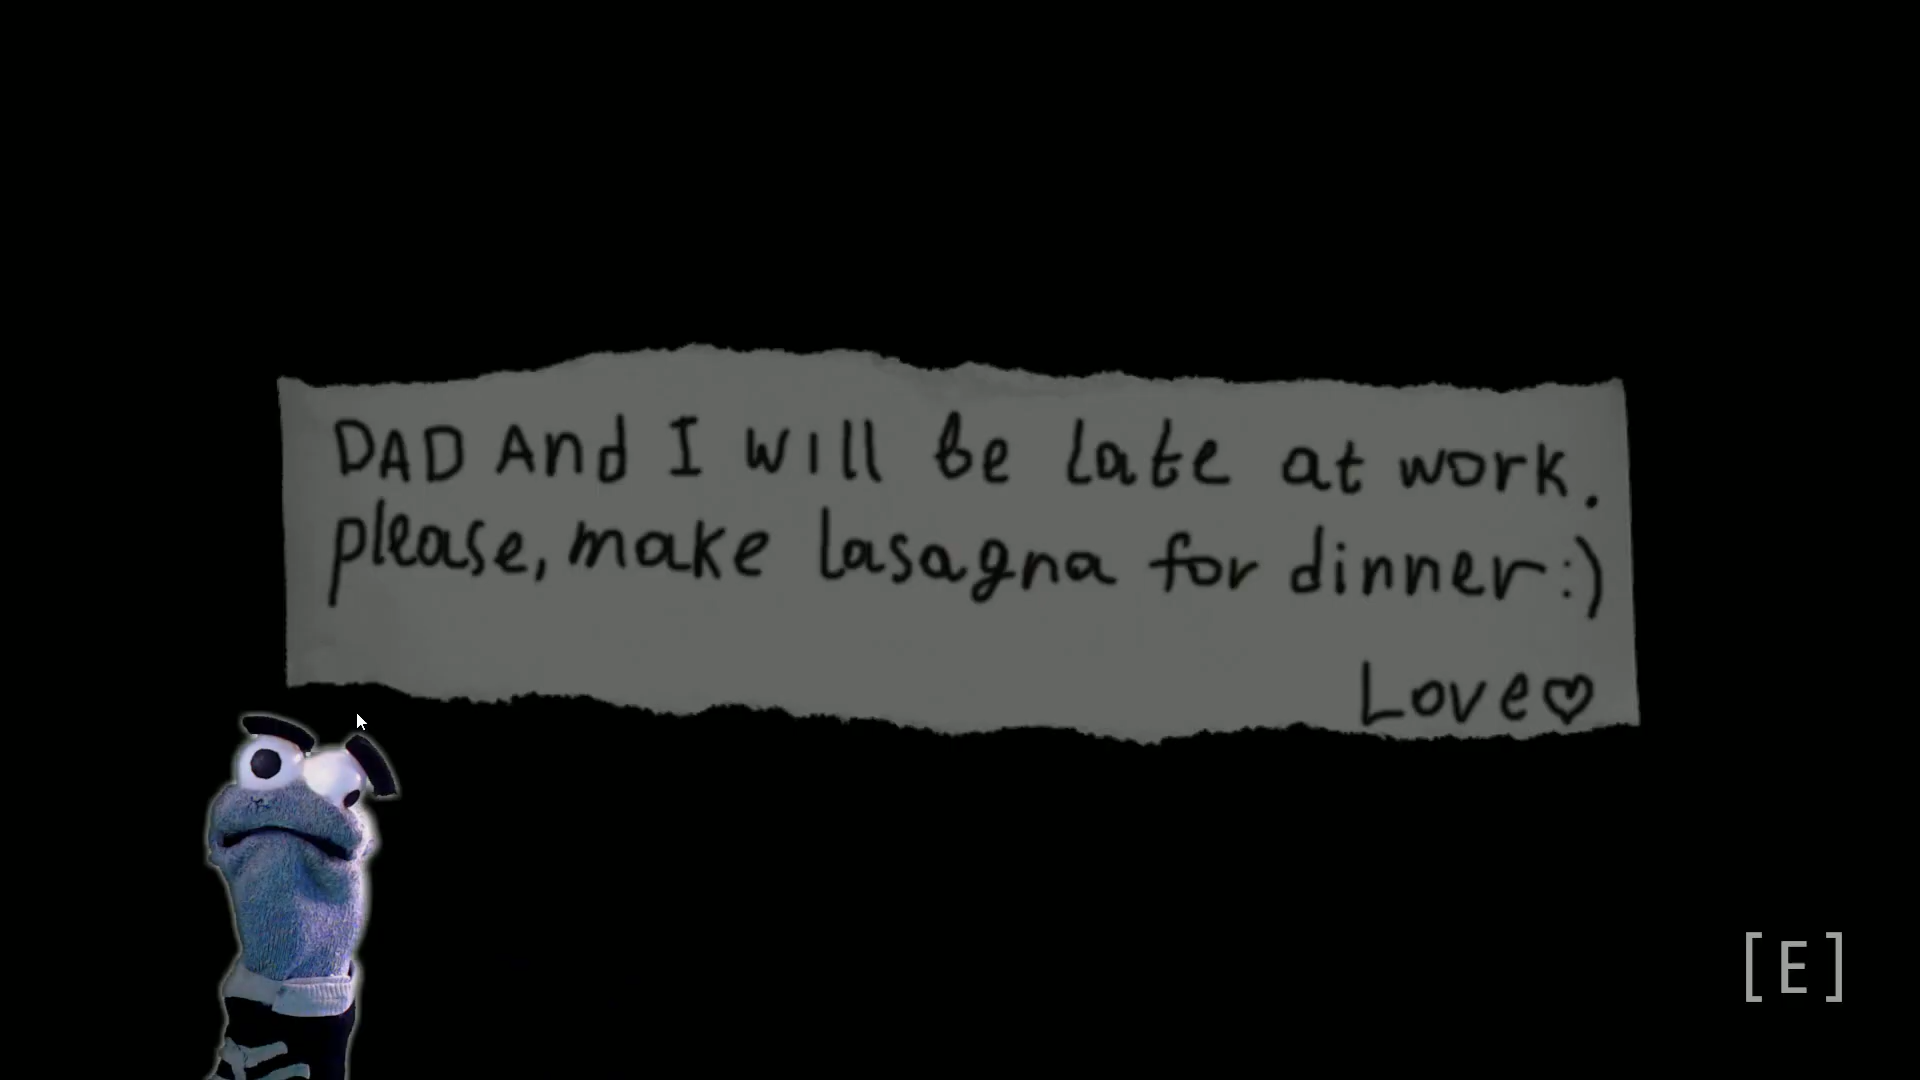 DAD And I will be late at work.
please, make lasagna for dinner:)
Love♡
[E]